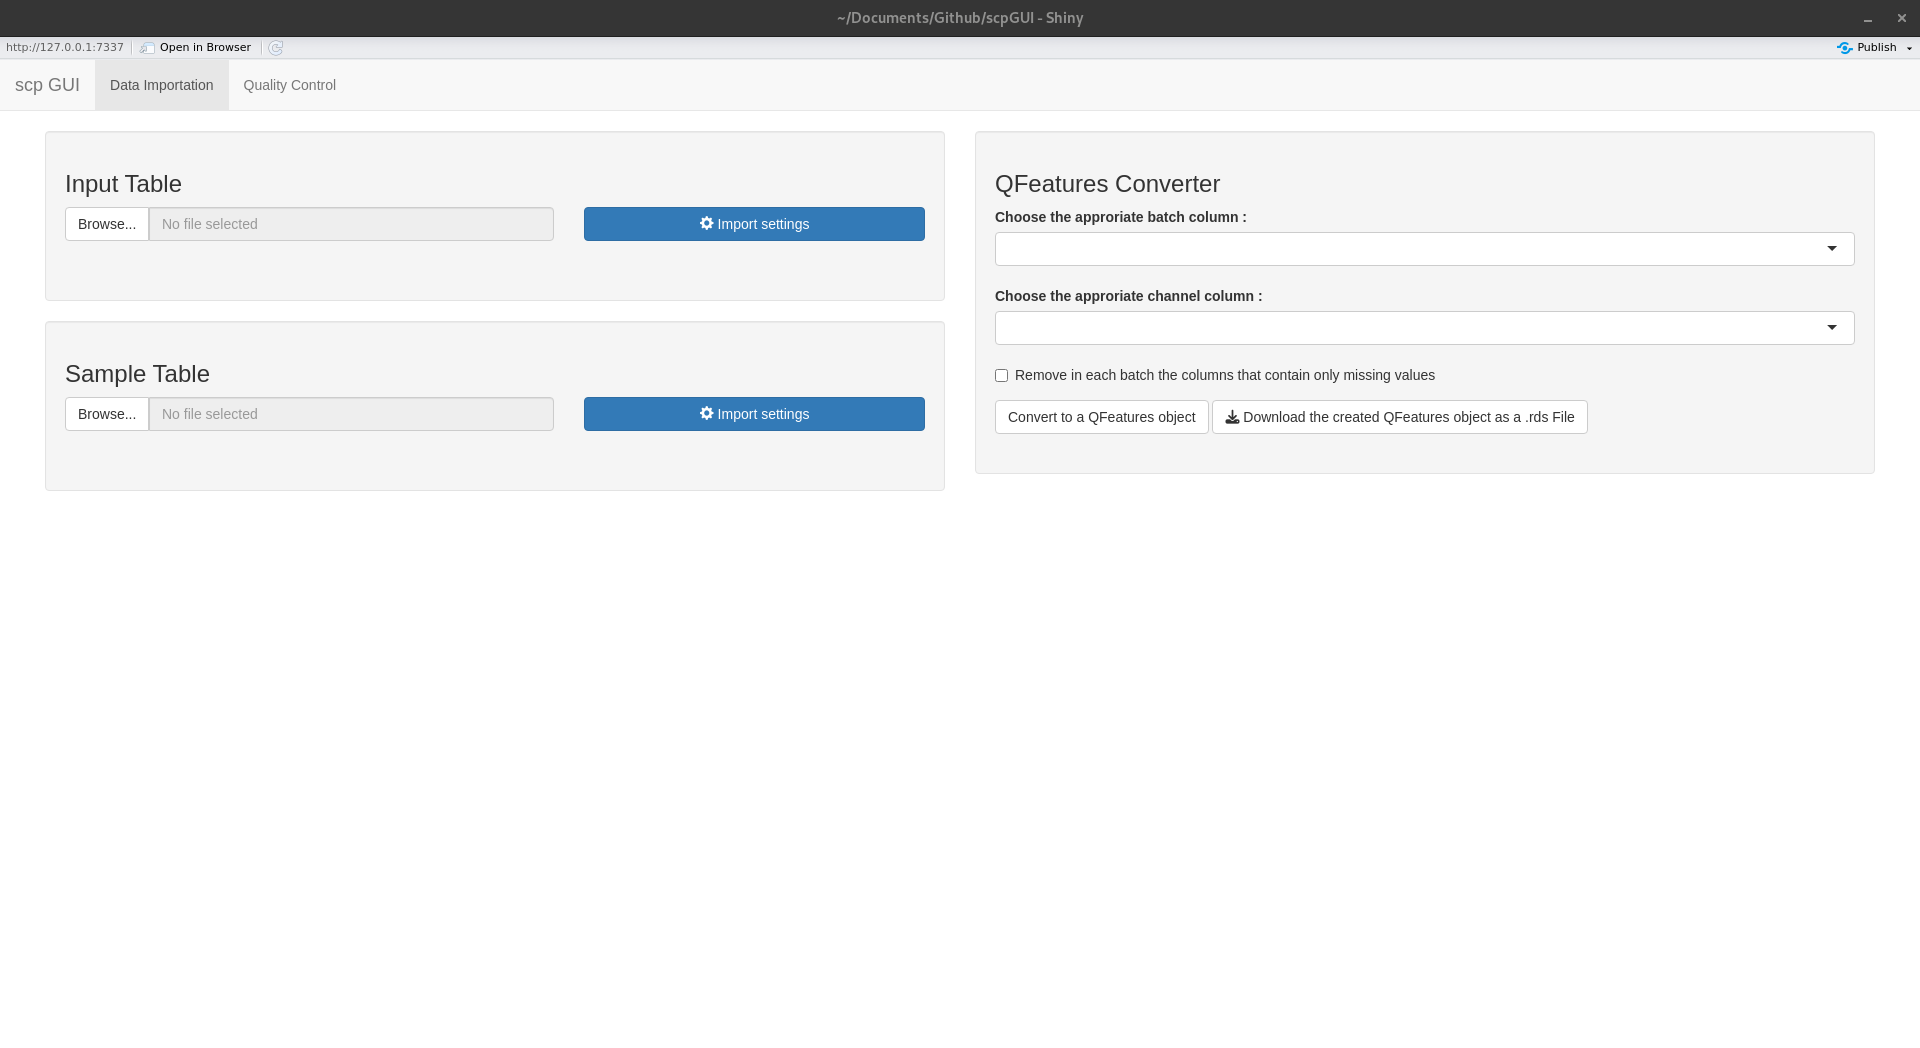 ~/Documents/Github/scpGUI - Shiny
http://127.0.0.1:7337 Open in Browser Publish
scp GUI Data Importation Quality Control
Input Table
Browse... No file selected Import settings
Sample Table
Browse... No file selected Import settings
QFeatures Converter
Choose the approriate batch column :
Choose the approriate channel column :
Remove in each batch the columns that contain only missing values
Convert to a QFeatures object Download the created QFeatures object as a .rds File